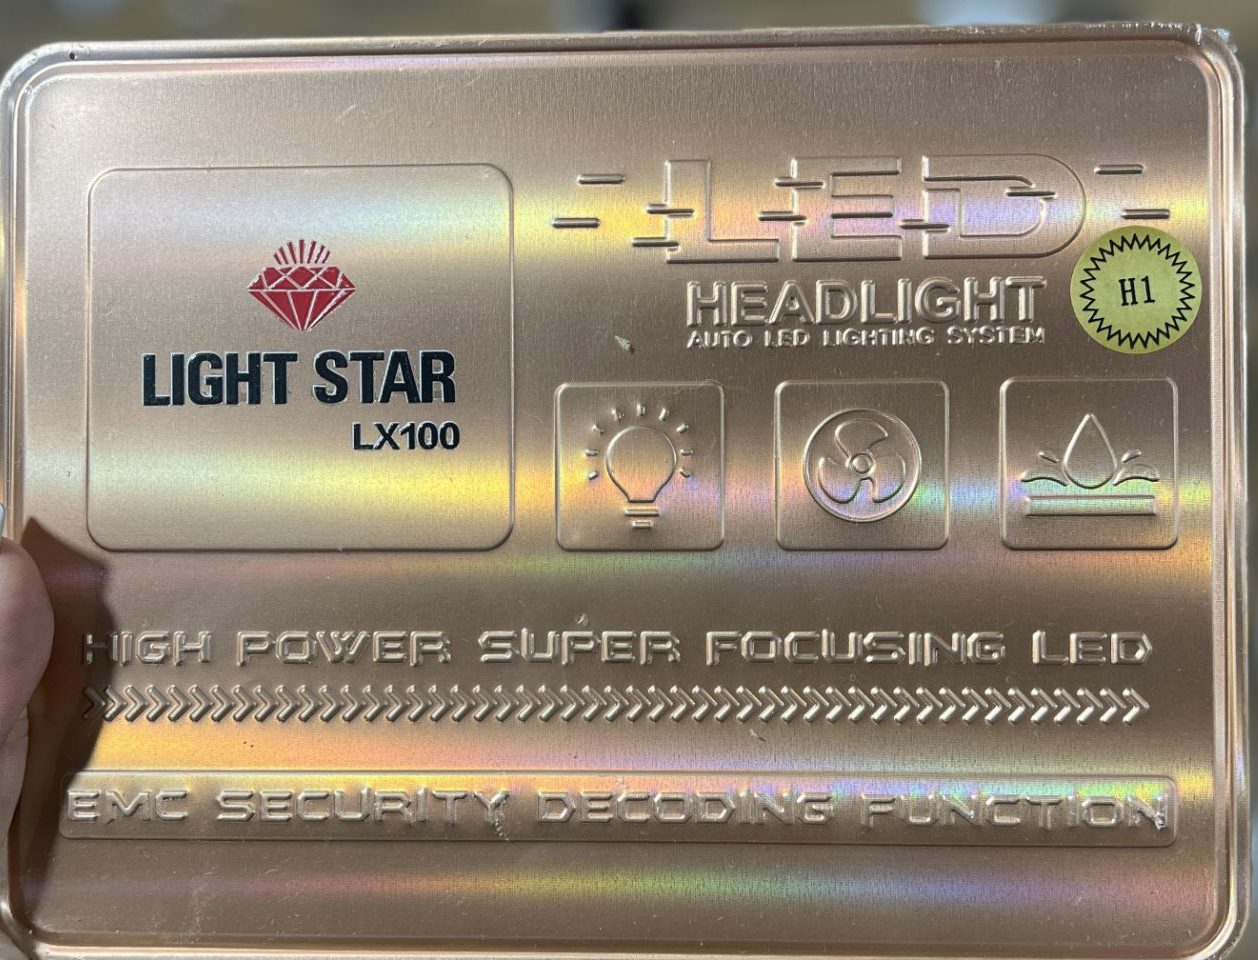 LIGHT STAR
LX100
LED
HEADLIGHT
AUTO LED LIGHTING SYSTEM
H1
HIGH POWER SUPER FOCUSING LED
EMC SECURITY DECODING FUNCTION